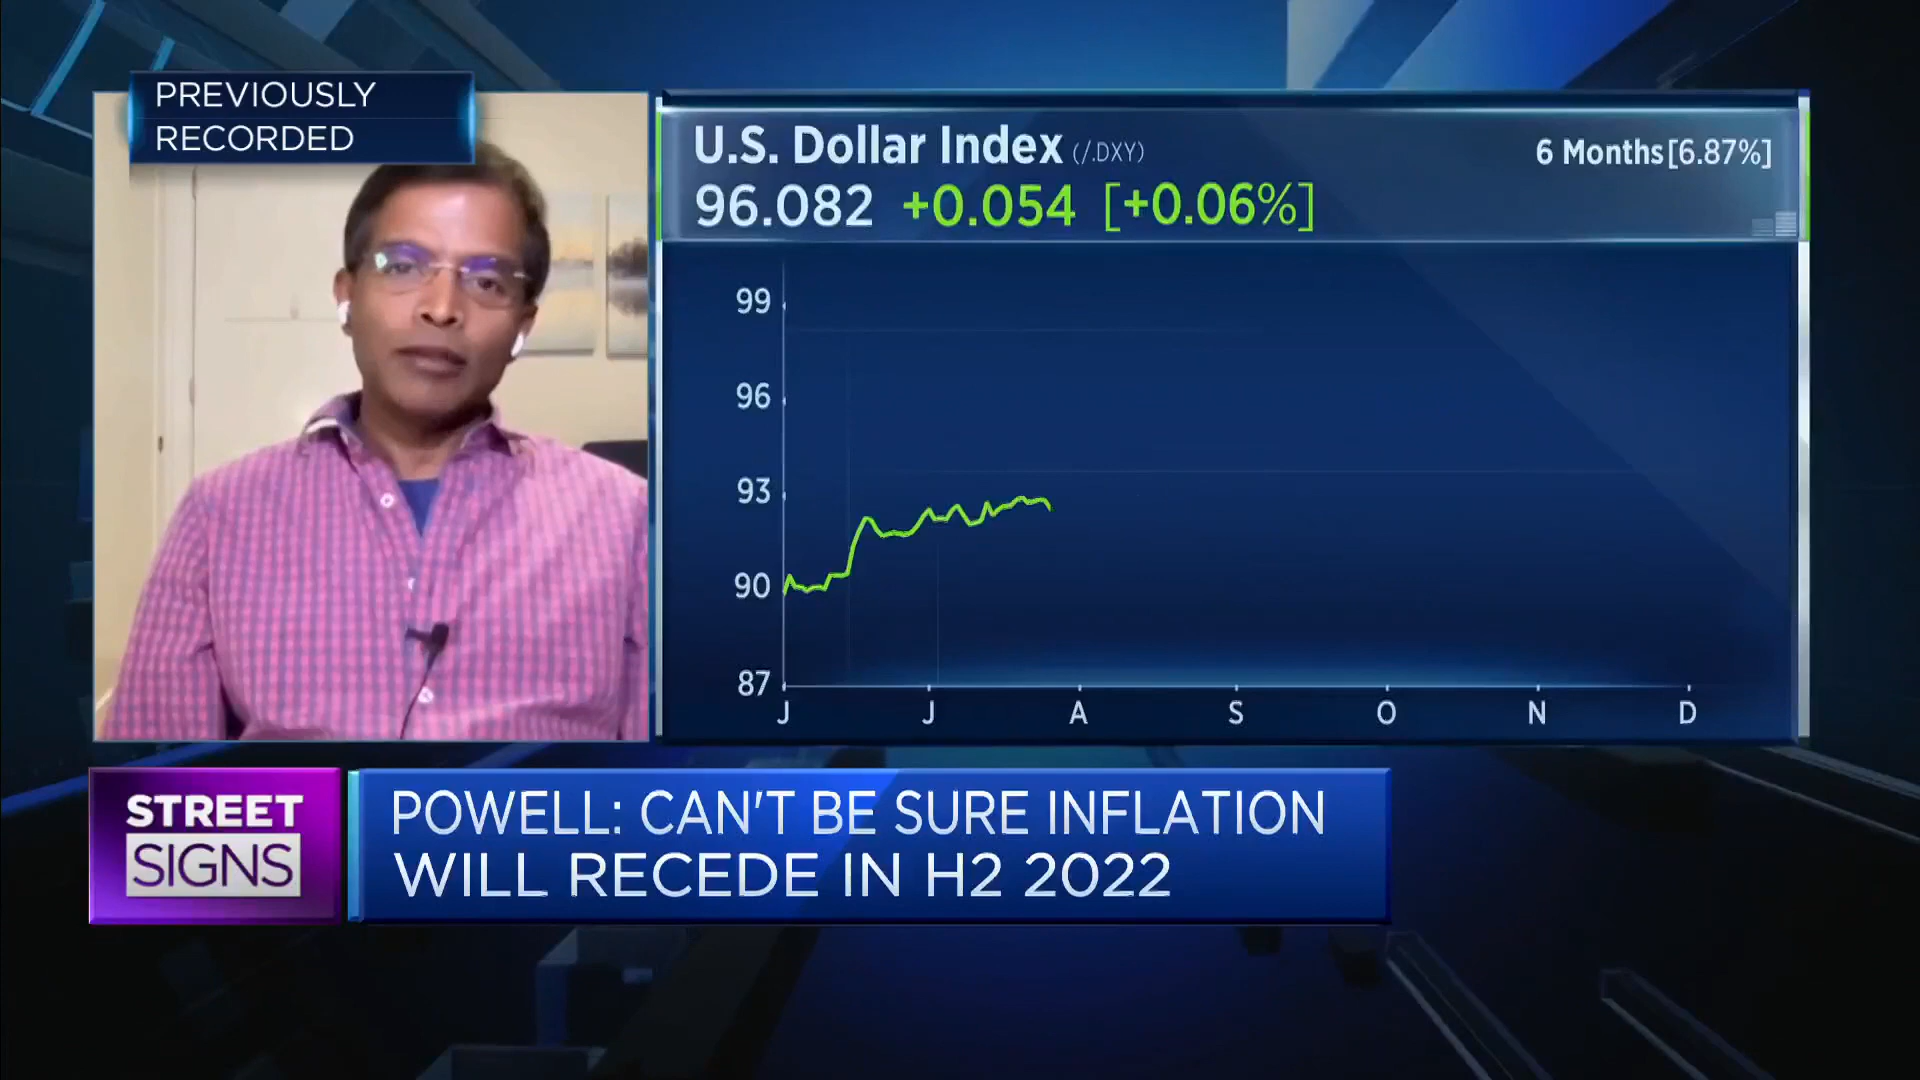 PREVIOUSLY
RECORDED
U.S. Dollar Index (/.DXY)
6 Months[6.87%]
96.082 +0.054 [+0.06%]
99
96
93
90
87
J J A S O N D
STREET
SIGNS
POWELL: CAN'T BE SURE INFLATION
WILL RECEDE IN H2 2022